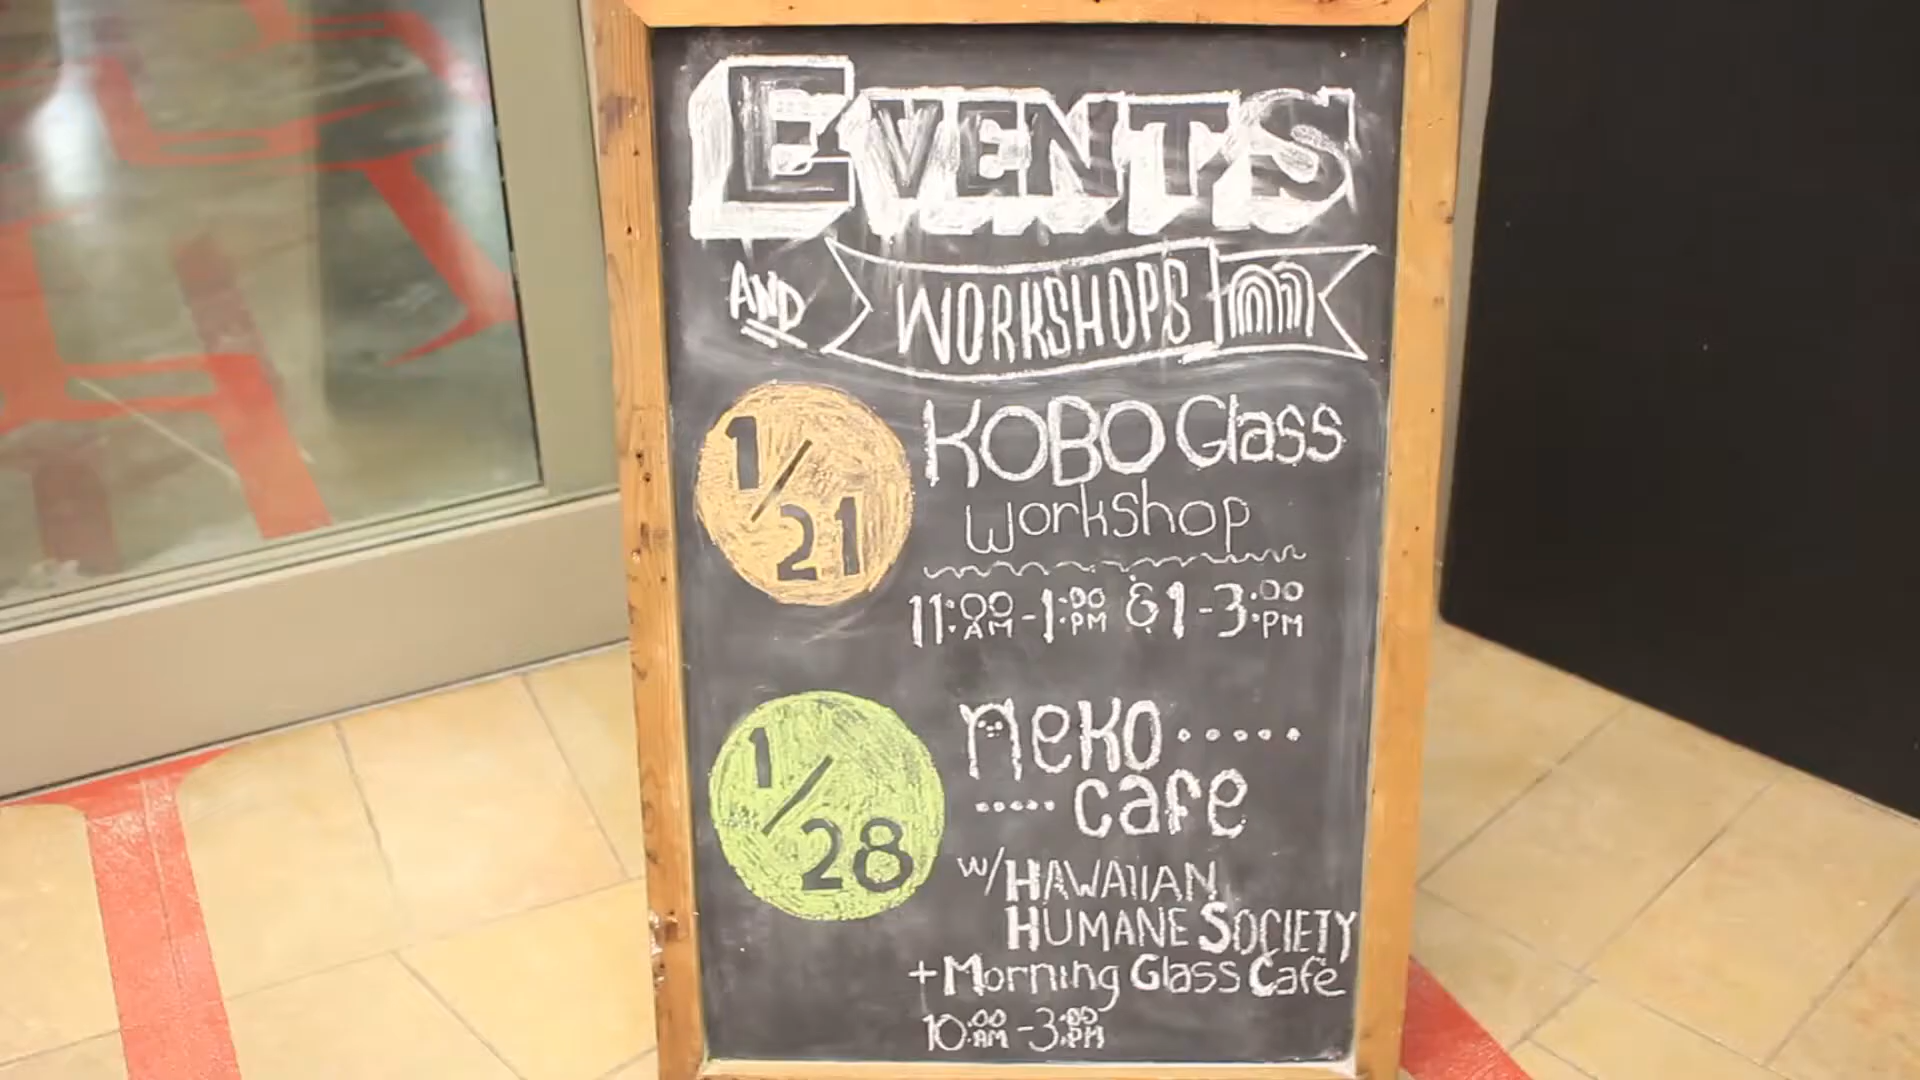 EVENTS
AND WORKSHOPS
1/21
KOBO Glass
workshop
11:00AM-1:00PM & 1-3:00PM
1/28
neko.....
.....cafe
w/HAWAIIAN
HUMANE SOCIETY
+Morning Glass Café
10:00AM-3:00PM